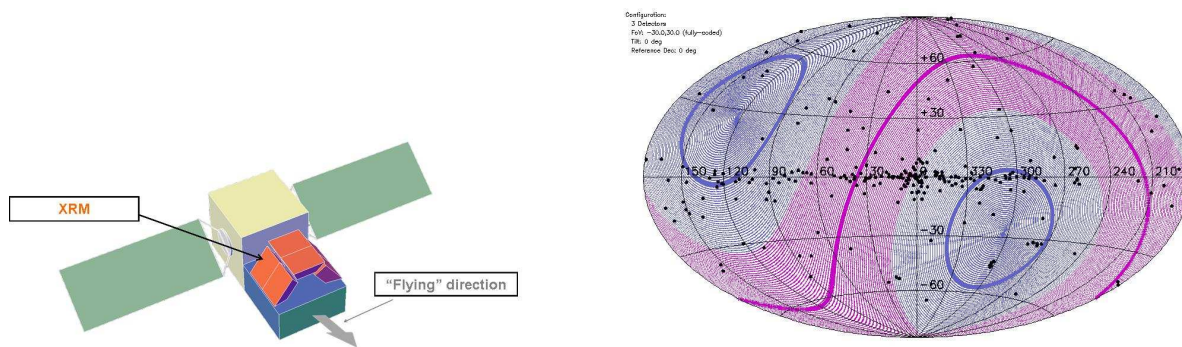 XRM
“Flying” direction
Configuration:
3 Detectors
FoV: −30.0,30.0 (fully−coded)
Tilt: 0 deg
Reference Dec: 0 deg
+60
+30
150 120 90 60 30 0 330 300 270 240 210
−30
−60